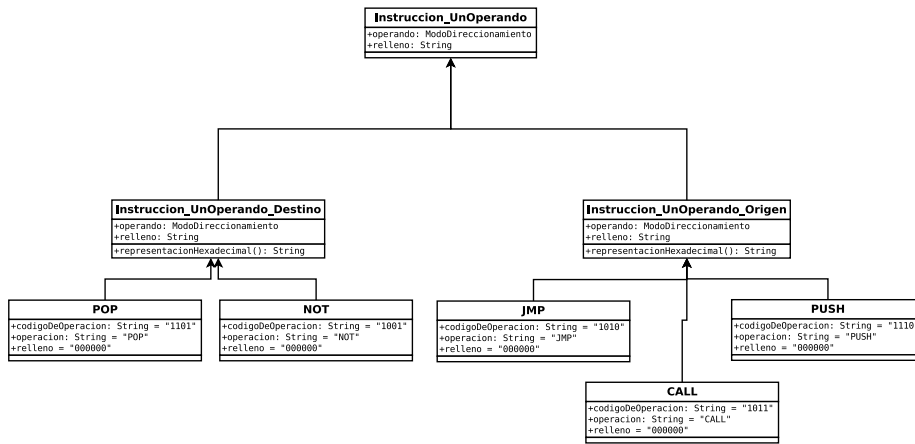 Instruccion_UnOperando
+operando: ModoDireccionamiento
+relleno: String
Instruccion_UnOperando_Destino
+operando: ModoDireccionamiento
+relleno: String
+representacionHexadecimal(): String
Instruccion_UnOperando_Origen
+operando: ModoDireccionamiento
+relleno: String
+representacionHexadecimal(): String
POP
+codigoDeOperacion: String = "1101"
+operacion: String = "POP"
+relleno = "000000"
NOT
+codigoDeOperacion: String = "1001"
+operacion: String = "NOT"
+relleno = "000000"
JMP
+codigoDeOperacion: String = "1010"
+operacion: String = "JMP"
+relleno = "000000"
PUSH
+codigoDeOperacion: String = "1110"
+operacion: String = "PUSH"
+relleno = "000000"
CALL
+codigoDeOperacion: String = "1011"
+operacion: String = "CALL"
+relleno = "000000"